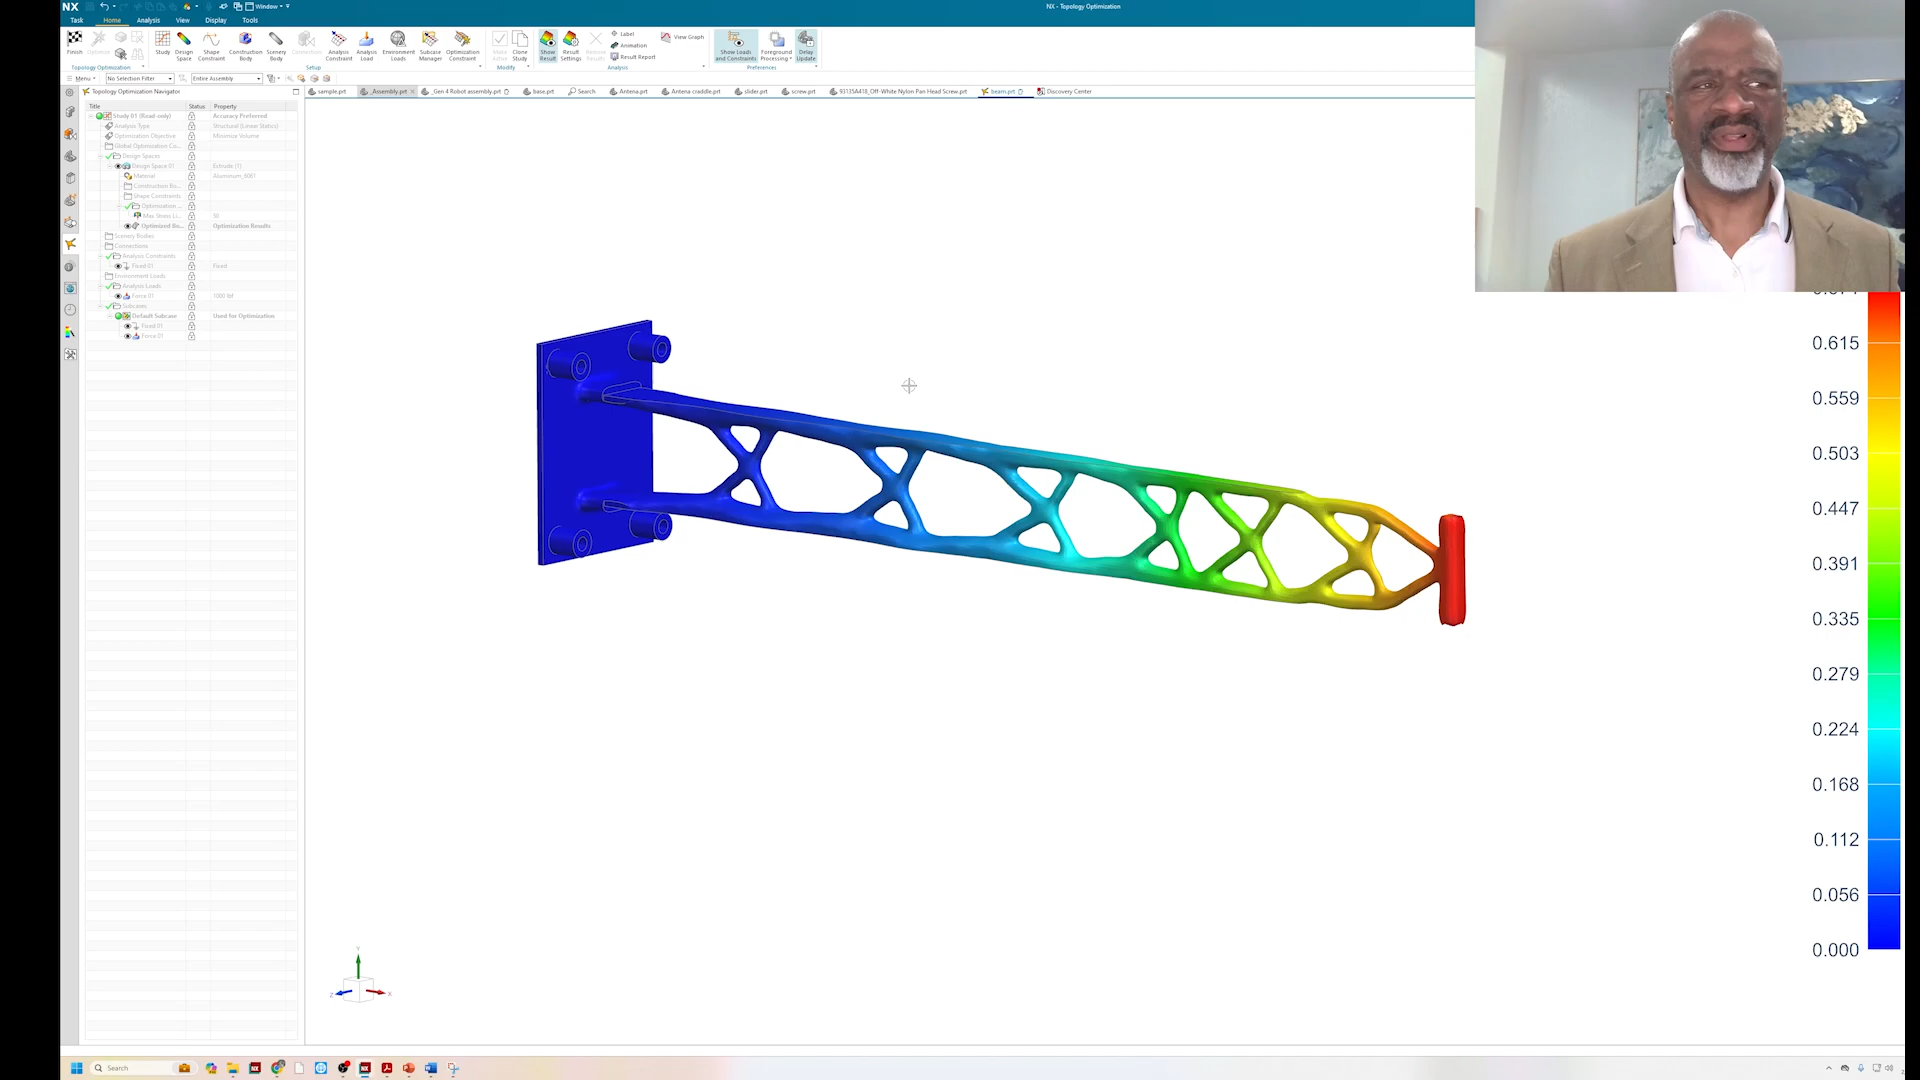 NX
Window
NX - Topology Optimization
Task Home Analysis View Display Tools
Finish
Study
Design Space
Shape Constraint
Construction Body
Scenery Body
Analysis Constraint
Analysis Load
Environment Loads
Subcase Manager
Optimization Constraint
Clone Study
Show Result
Result Settings
Label
Animation
Result Report
View Graph
Show Loads and Constraints
Foreground Processing
Delay Update
Topology Optimization Setup Modify Analysis Preferences
Menu No Selection Filter Entire Assembly
Topology Optimization Navigator
sample.prt _Assembly.prt _Gen 4 Robot assembly.prt base.prt Search Antena.prt Antena craddle.prt slider.prt screw.prt 93135A418_Off-White Nylon Pan Head Screw.prt beam.prt Discovery Center
Title Status Property
Study 01 (Read-only) Accuracy Preferred
Analysis Type Structural (Linear Statics)
Optimization Objective Minimize Volume
Global Optimization Co...
Design Spaces
Design Space 01 Extrude (1)
Material Aluminum_6061
Construction Bo...
Shape Constraints
Optimization ...
Max Stress Li... 50
Optimized Bo... Optimization Results
Scenery Bodies
Connections
Analysis Constraints
Fixed 01 Fixed
Environment Loads
Analysis Loads
Force 01 1000 lbf
Subcases
Default Subcase Used for Optimization
Fixed 01
Force 01
0.615
0.559
0.503
0.447
0.391
0.335
0.279
0.224
0.168
0.112
0.056
0.000
Y
Z X
Search